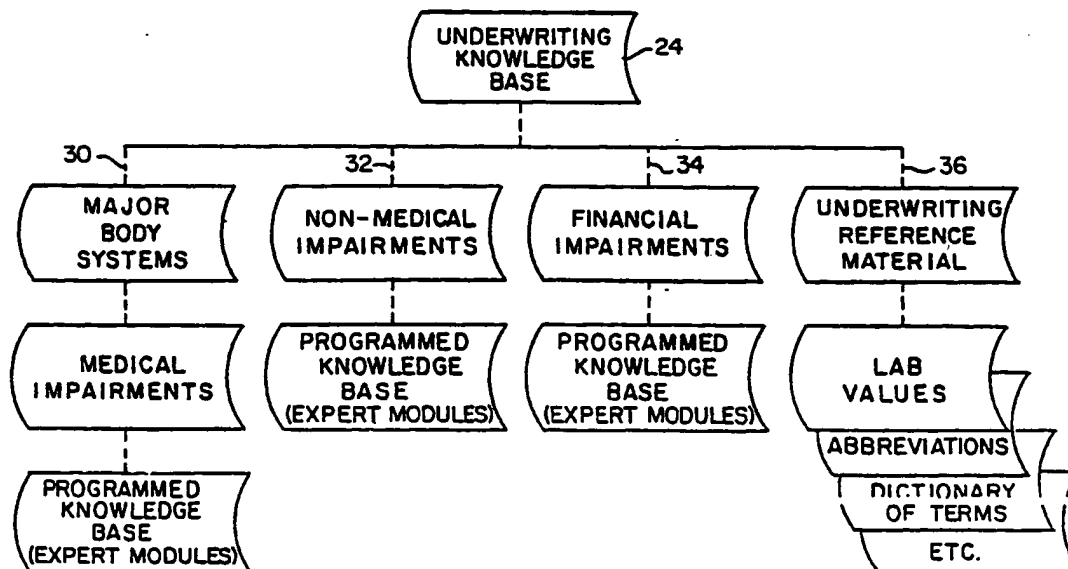 UNDERWRITING
KNOWLEDGE
BASE
24
30
32
34
36
MAJOR
BODY
SYSTEMS
NON-MEDICAL
IMPAIRMENTS
FINANCIAL
IMPAIRMENTS
UNDERWRITING
REFERENCE
MATERIAL
MEDICAL
IMPAIRMENTS
PROGRAMMED
KNOWLEDGE
BASE
(EXPERT MODULES)
PROGRAMMED
KNOWLEDGE
BASE
(EXPERT MODULES)
LAB
VALUES
ABBREVIATIONS
DICTIONARY
OF TERMS
ETC.
PROGRAMMED
KNOWLEDGE
BASE
(EXPERT MODULES)